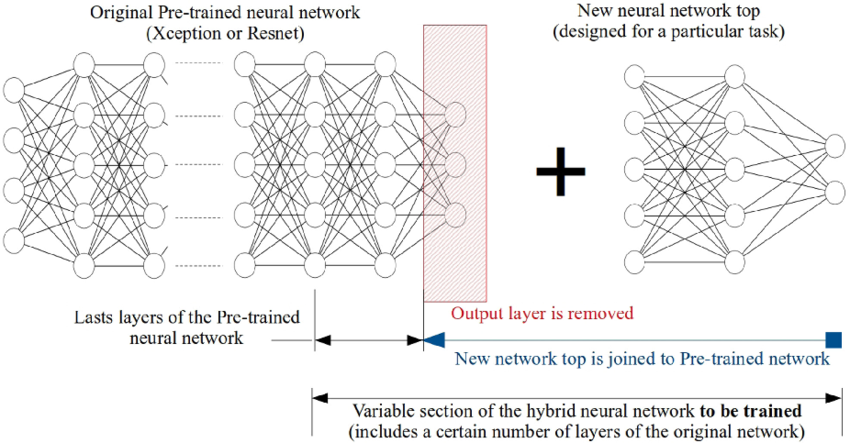 Original Pre-trained neural network
(Xception or Resnet)
New neural network top
(designed for a particular task)
Lasts layers of the Pre-trained
neural network
Output layer is removed
New network top is joined to Pre-trained network
Variable section of the hybrid neural network to be trained
(includes a certain number of layers of the original network)